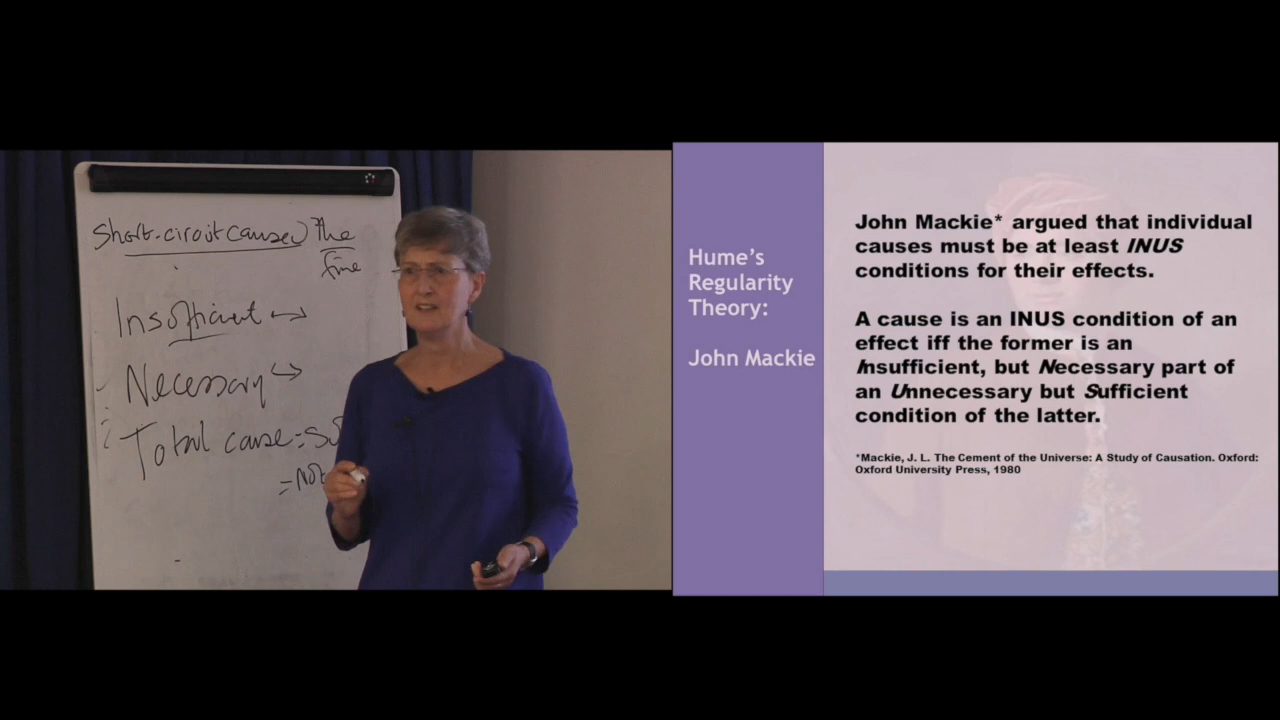 Short-circuit caused the
fire
Insufficient
Necessary
Total cause =
= Not
Hume's
Regularity
Theory:
John Mackie
John Mackie* argued that individual
causes must be at least INUS
conditions for their effects.
A cause is an INUS condition of an
effect iff the former is an
Insufficient, but Necessary part of
an Unnecessary but Sufficient
condition of the latter.
*Mackie, J. L. The Cement of the Universe: A Study of Causation. Oxford:
Oxford University Press, 1980